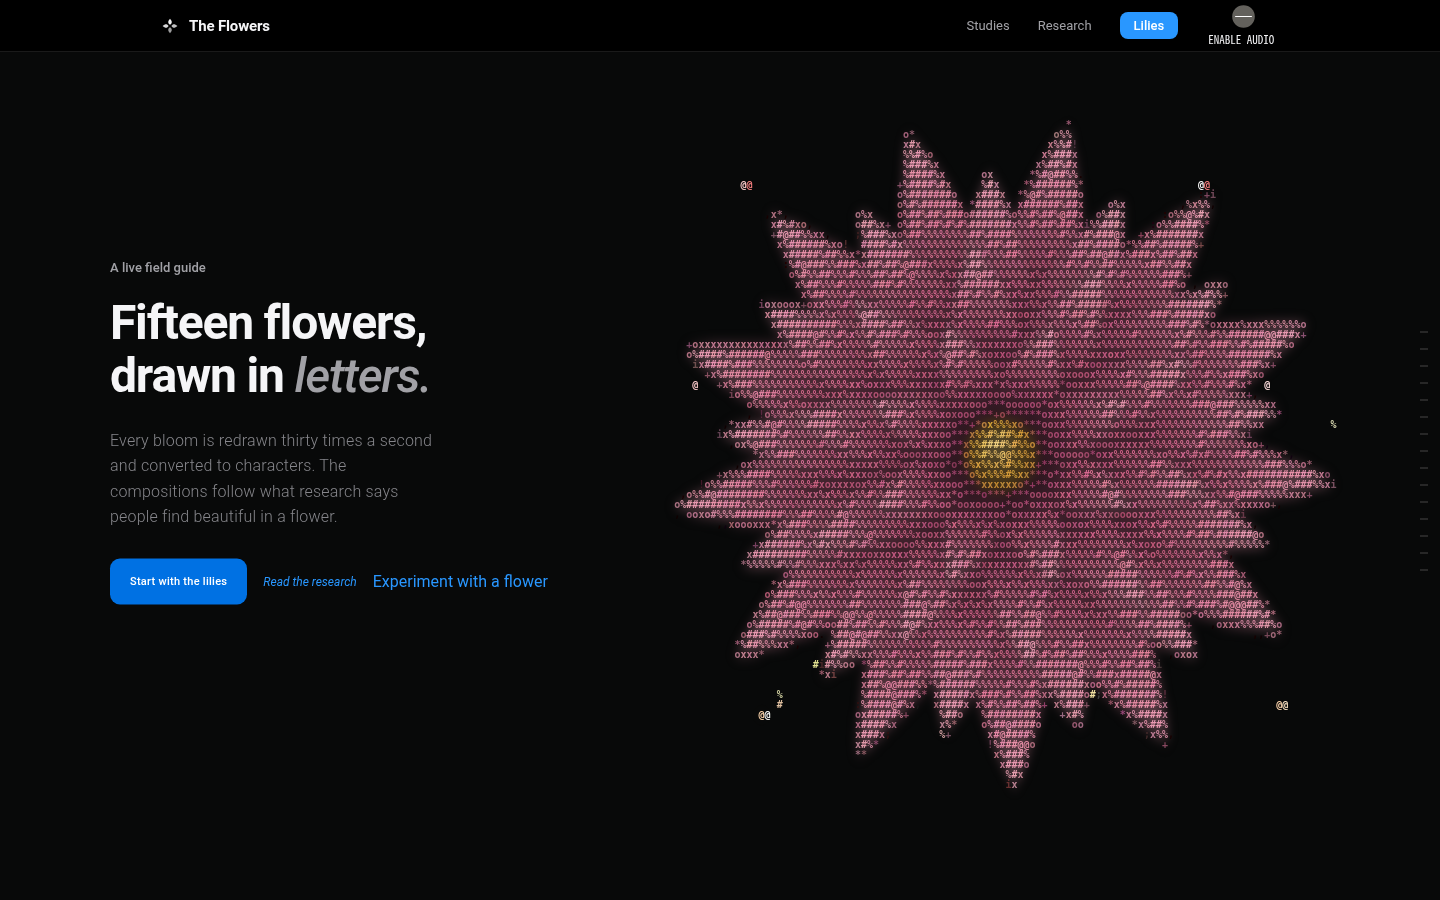 The Flowers
Studies
Research
Lilies
ENABLE AUDIO
A live field guide
Fifteen flowers,
drawn in letters.
Every bloom is redrawn thirty times a second
and converted to characters. The
compositions follow what research says
people find beautiful in a flower.
Start with the lilies
Read the research
Experiment with a flower